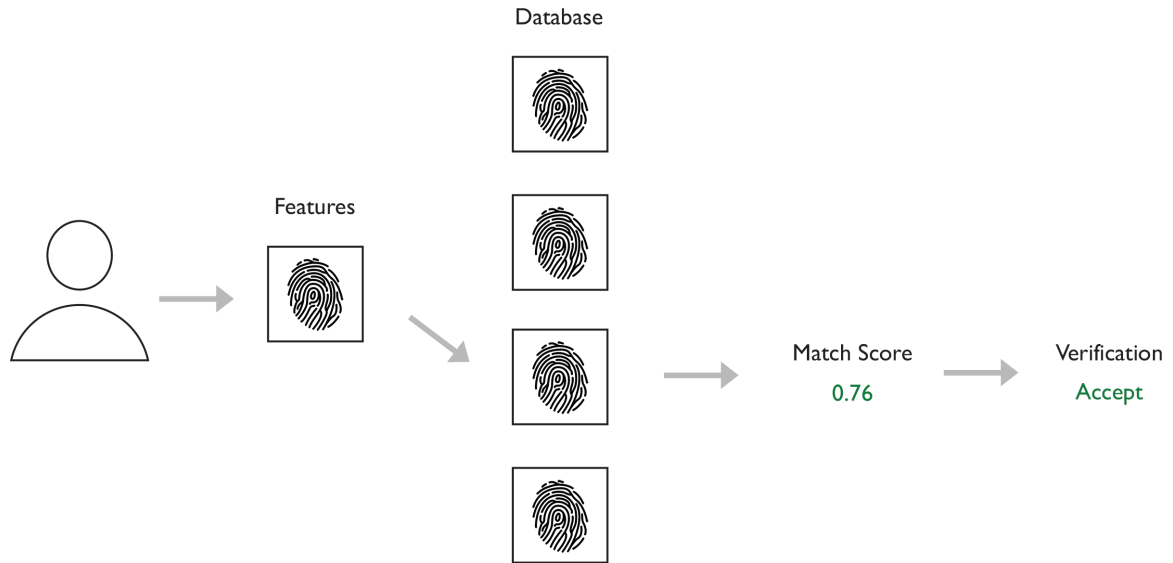 Database
Features
Match Score
0.76
Verification
Accept